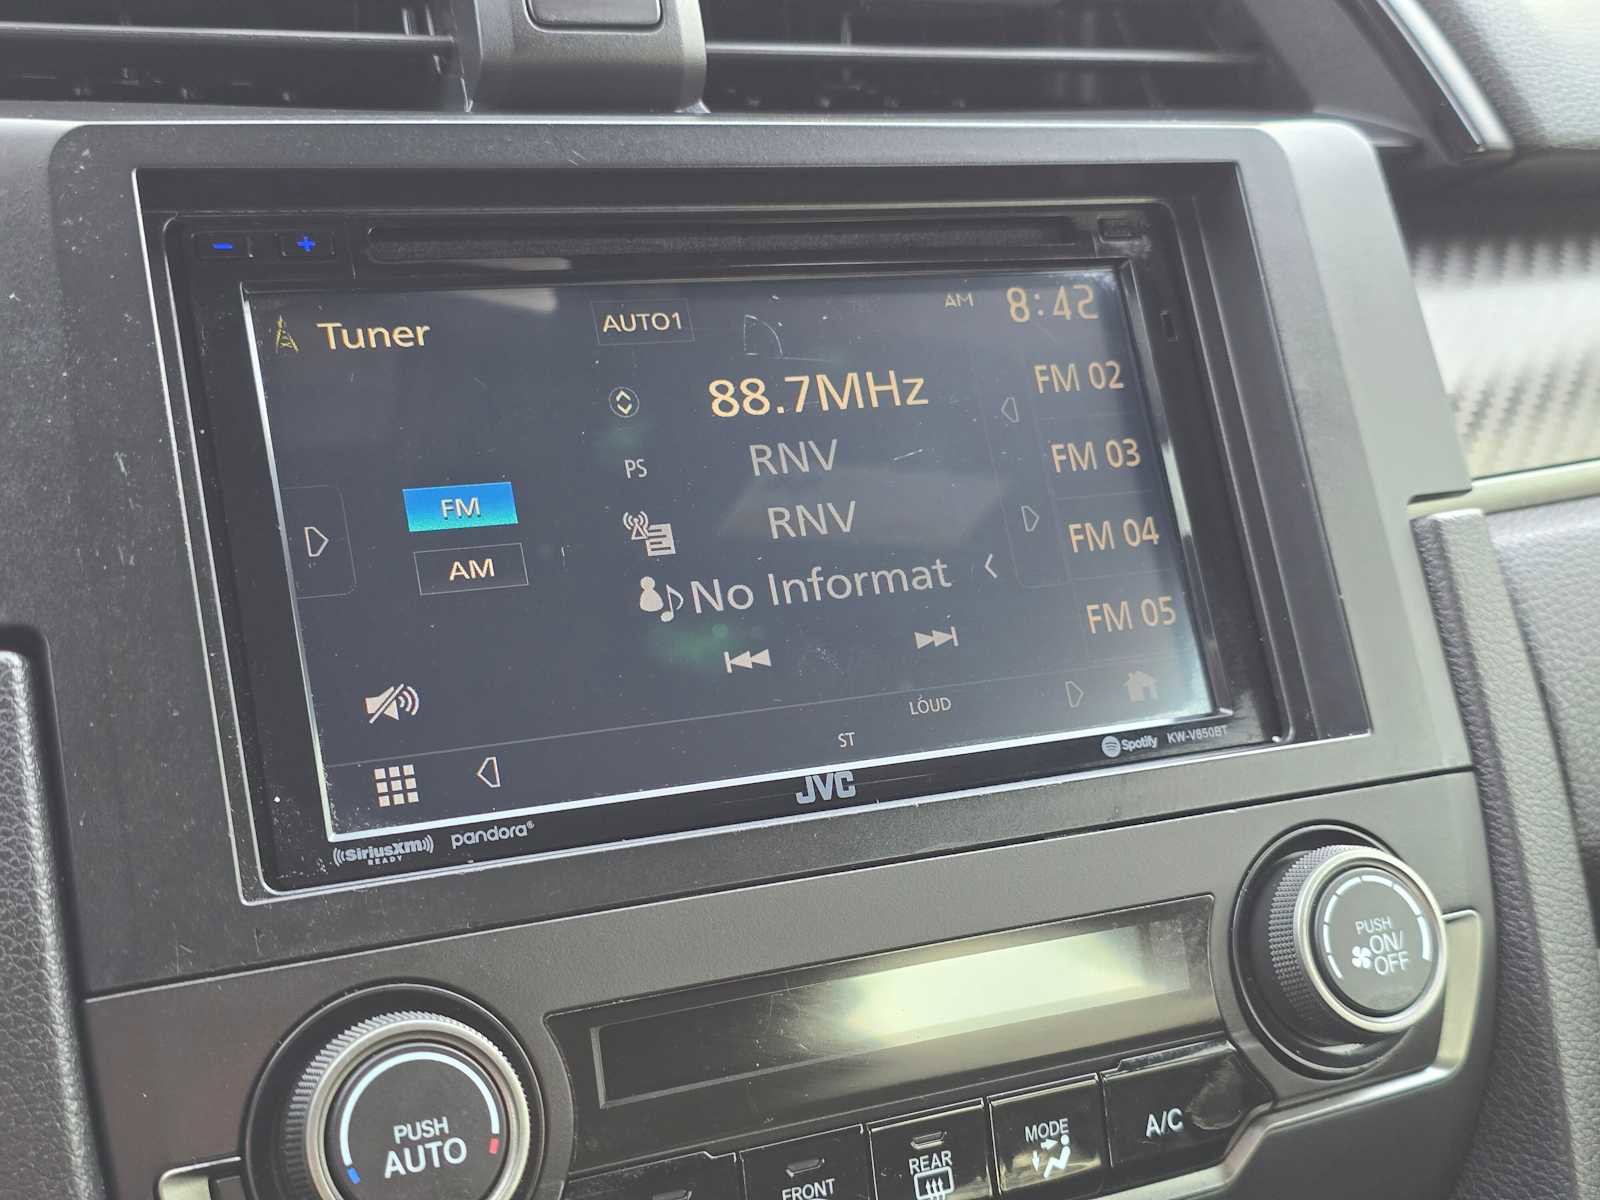 - +
Tuner
AUTO1
AM 8:42
88.7MHz
PS RNV
RNV
No Informat
FM
AM
FM 02
FM 03
FM 04
FM 05
LOUD
ST
JVC
Spotify KW-V850BT
((SiriusXM))
READY
pandora®
PUSH
AUTO
PUSH
ON/
OFF
FRONT
REAR
MODE
A/C